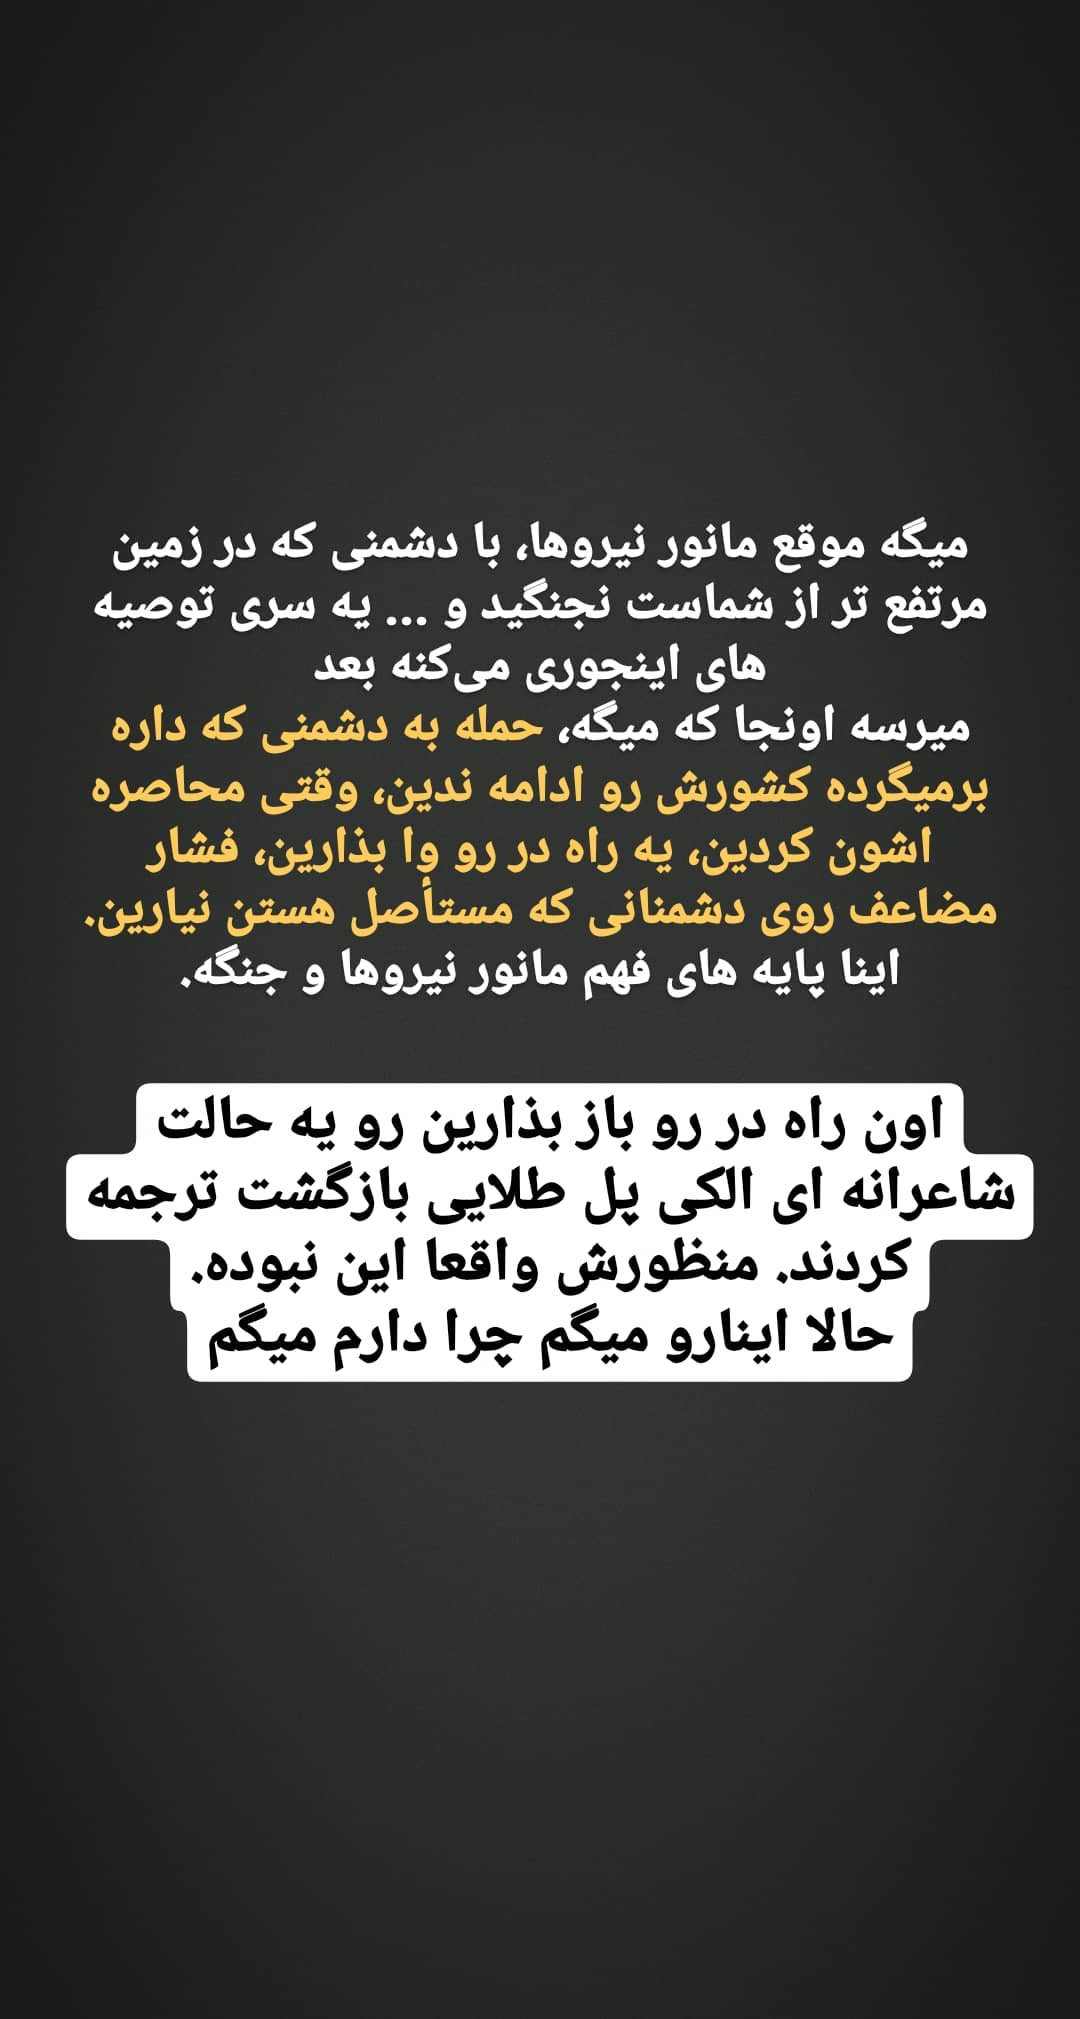 میگه موقع مانور نیروها، با دشمنی که در زمین
مرتفع تر از شماست نجنگید و ... یه سری توصیه
های اینجوری می‌کنه بعد
میرسه اونجا که میگه، حمله به دشمنی که داره
برمیگرده کشورش رو ادامه ندین، وقتی محاصره
اشون کردین، یه راه در رو وا بذارین، فشار
مضاعف روی دشمنانی که مستأصل هستن نیارین.
اینا پایه های فهم مانور نیروها و جنگه.
اون راه در رو باز بذارین رو یه حالت
شاعرانه ای الکی پل طلایی بازگشت ترجمه
کردند. منظورش واقعا این نبوده.
حالا اینارو میگم چرا دارم میگم